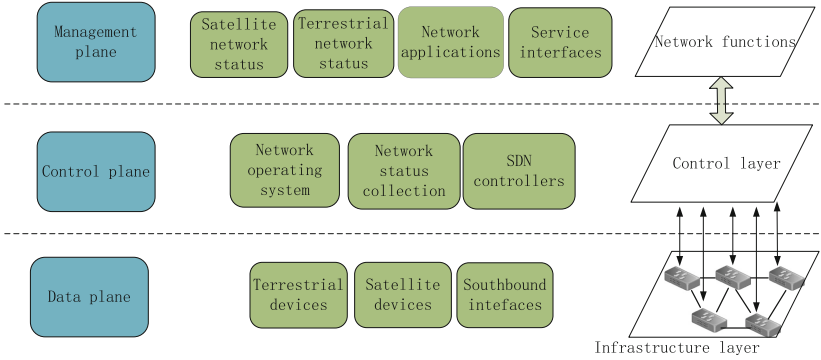 Management
plane
Satellite
network
status
Terrestrial
network
status
Network
applications
Service
interfaces
Network functions
Control plane
Network
operating
system
Network
status
collection
SDN
controllers
Control layer
Data plane
Terrestrial
devices
Satellite
devices
Southbound
intefaces
Infrastructure layer